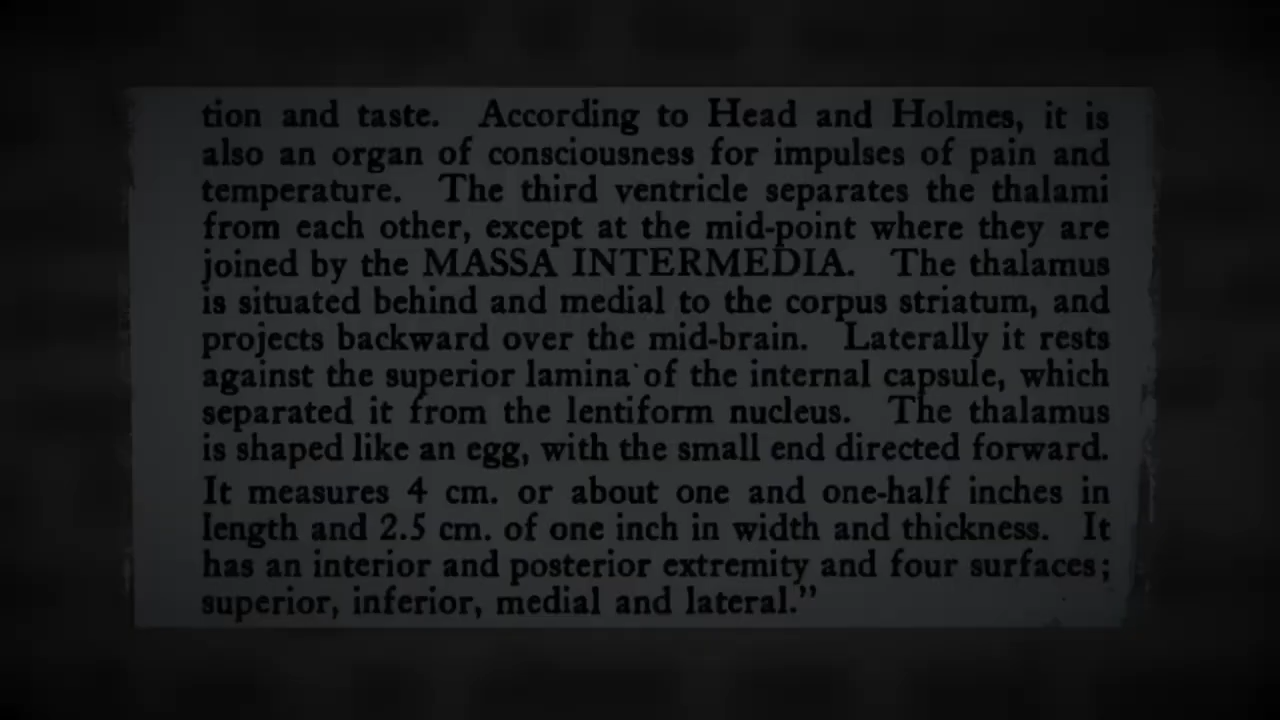 tion and taste. According to Head and Holmes, it is
also an organ of consciousness for impulses of pain and
temperature. The third ventricle separates the thalami
from each other, except at the mid-point where they are
joined by the MASSA INTERMEDIA. The thalamus
is situated behind and medial to the corpus striatum, and
projects backward over the mid-brain. Laterally it rests
against the superior lamina of the internal capsule, which
separated it from the lentiform nucleus. The thalamus
is shaped like an egg, with the small end directed forward.
It measures 4 cm. or about one and one-half inches in
length and 2.5 cm. of one inch in width and thickness. It
has an interior and posterior extremity and four surfaces;
superior, inferior, medial and lateral.”